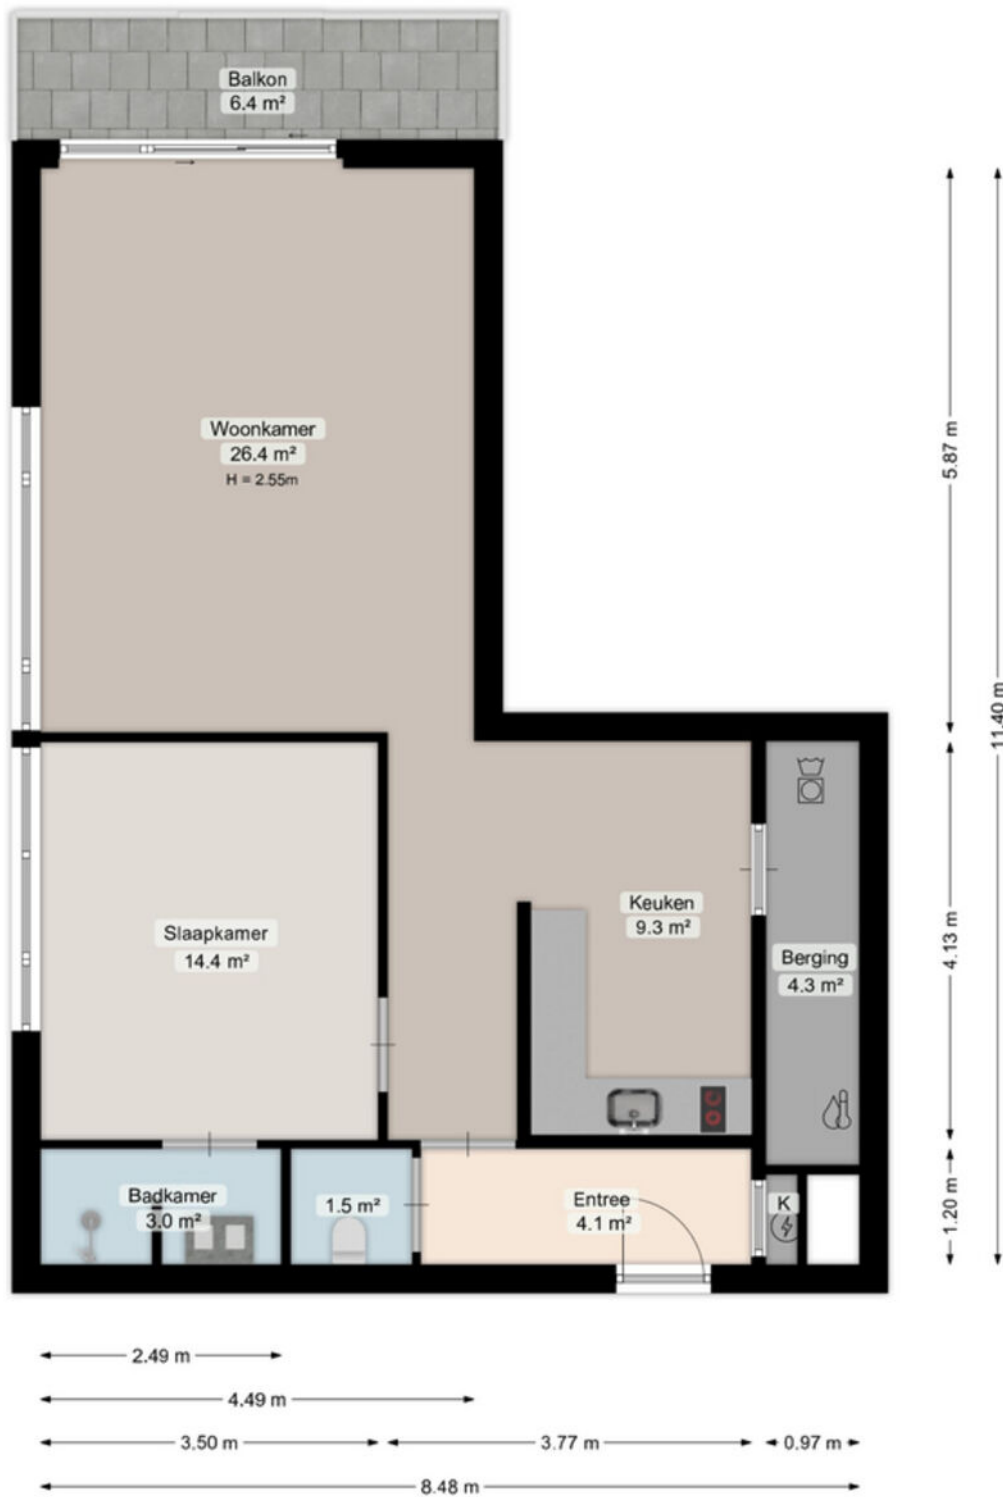 Balkon
6.4 m²
Woonkamer
26.4 m²
H = 2.55m
5.87 m
11.40 m
Keuken
9.3 m²
Slaapkamer
14.4 m²
4.13 m
Berging
4.3 m²
Badkamer
3.0 m²
1.5 m²
Entree
4.1 m²
K
1.20 m
2.49 m
4.49 m
3.50 m
3.77 m
0.97 m
8.48 m